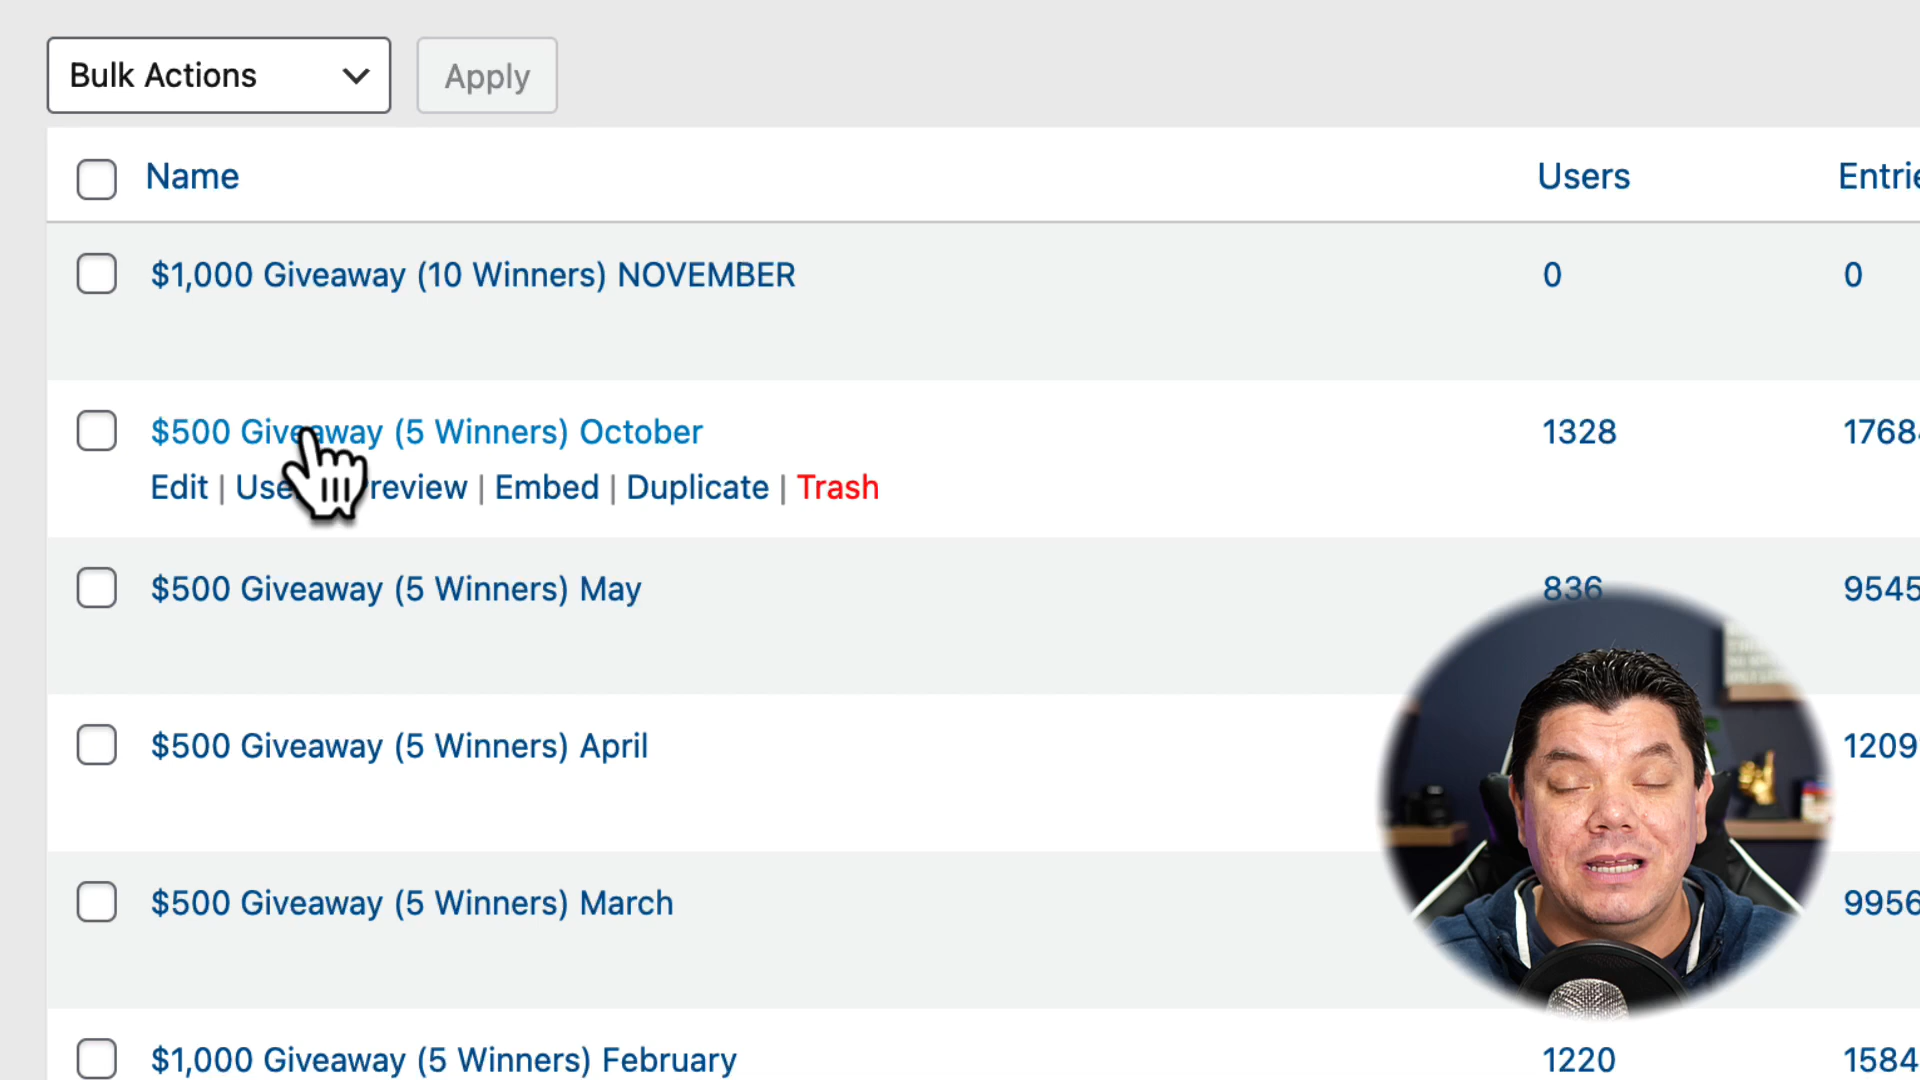 Bulk Actions Apply
Name Users
$1,000 Giveaway (10 Winners) NOVEMBER 0 0
$500 Giveaway (5 Winners) October 1328
Edit | | Embed | Duplicate | Trash
$500 Giveaway (5 Winners) May 836
$500 Giveaway (5 Winners) April
$500 Giveaway (5 Winners) March
$1,000 Giveaway (5 Winners) February 1220